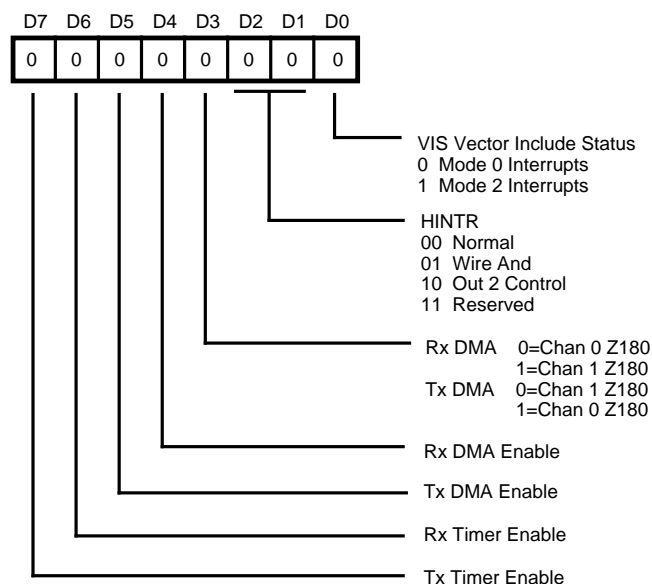 D7 D6 D5 D4 D3 D2 D1 D0
0 0 0 0 0 0 0 0
VIS Vector Include Status
0 Mode 0 Interrupts
1 Mode 2 Interrupts
HINTR
00 Normal
01 Wire And
10 Out 2 Control
11 Reserved
Rx DMA 0=Chan 0 Z180
1=Chan 1 Z180
Tx DMA 0=Chan 1 Z180
1=Chan 0 Z180
Rx DMA Enable
Tx DMA Enable
Rx Timer Enable
Tx Timer Enable